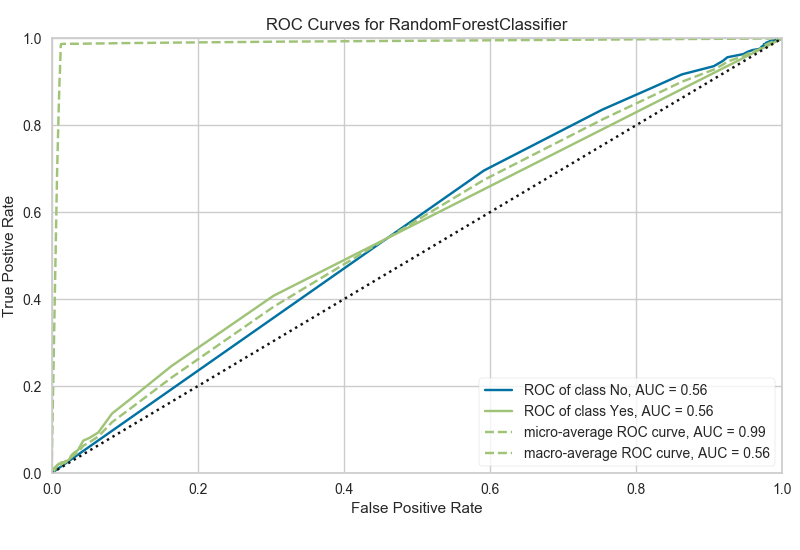 ROC Curves for RandomForestClassifier
1.0
0.8
0.6
0.4
0.2
0.0
True Postive Rate
ROC of class No, AUC = 0.56
ROC of class Yes, AUC = 0.56
micro-average ROC curve, AUC = 0.99
macro-average ROC curve, AUC = 0.56
0.0 0.2 0.4 0.6 0.8 1.0
False Positive Rate